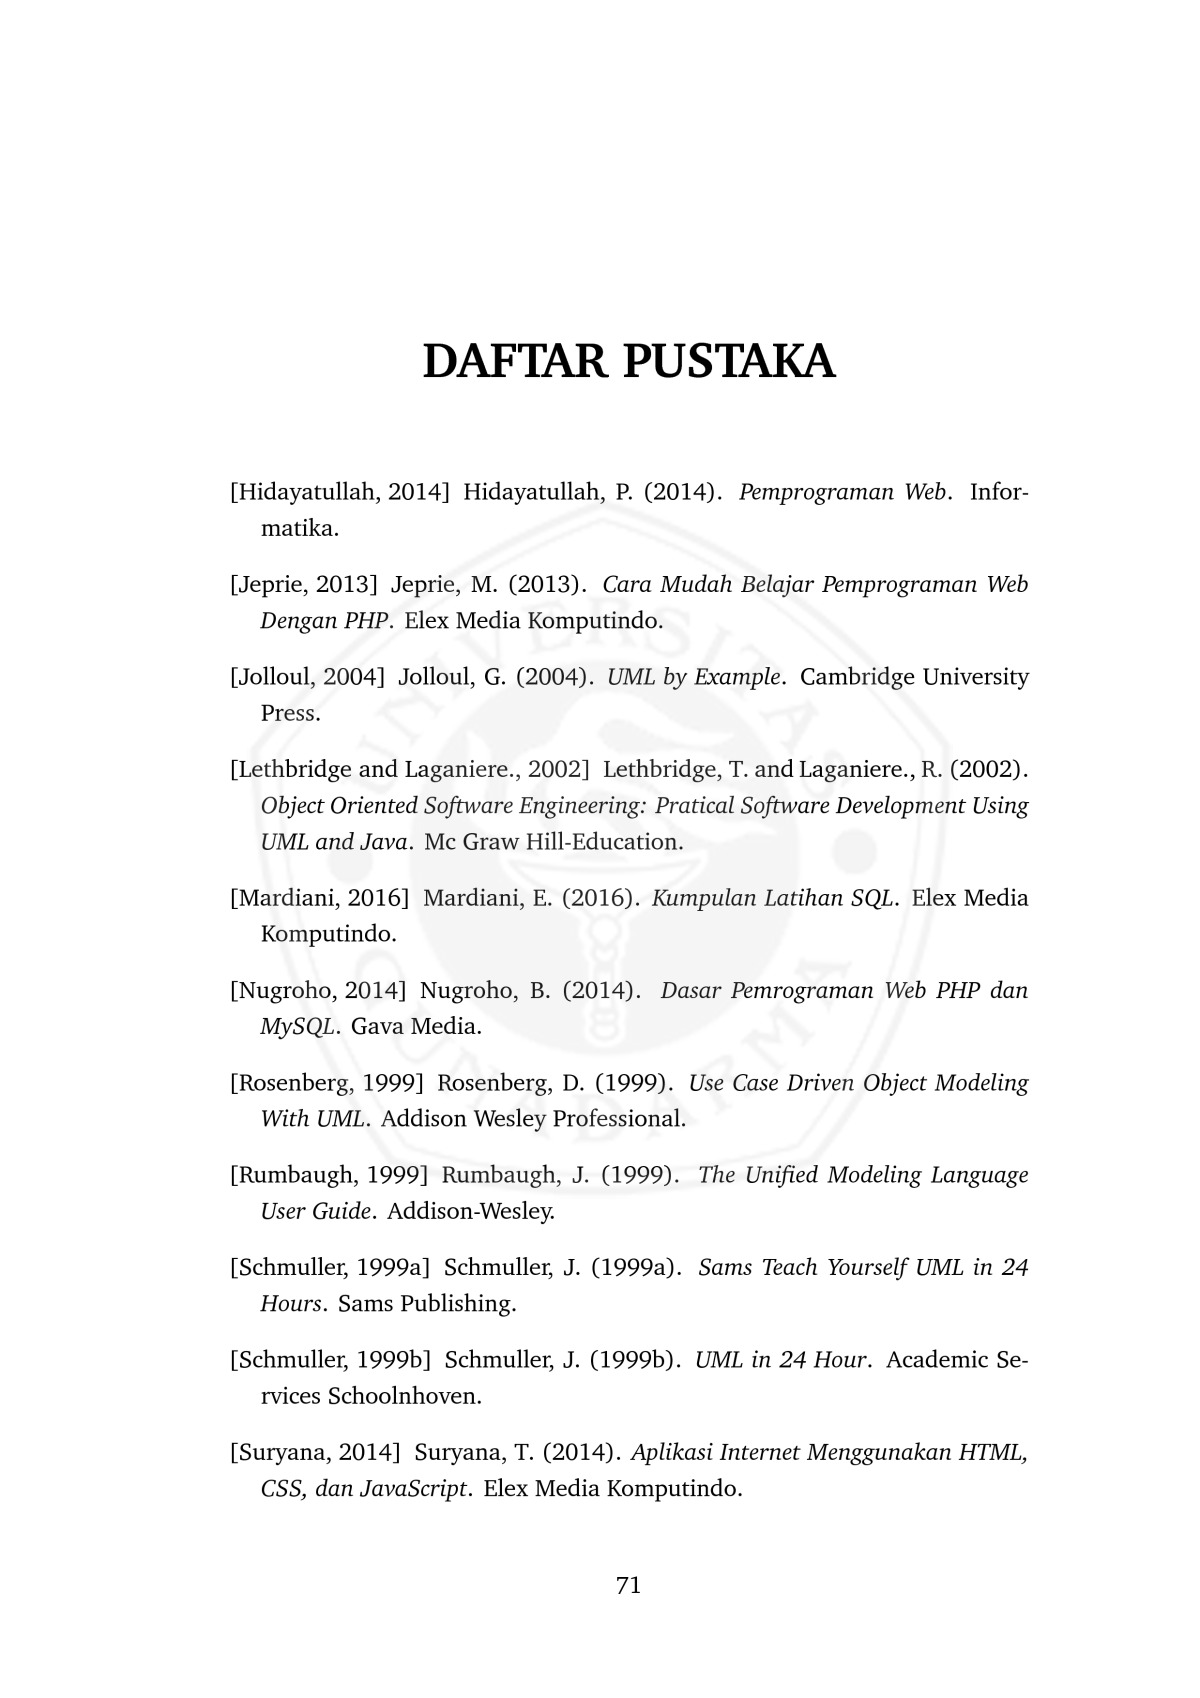 DAFTAR PUSTAKA
[Hidayatullah, 2014] Hidayatullah, P. (2014). Pemprograman Web. Infor-
matika.
[Jeprie, 2013] Jeprie, M. (2013). Cara Mudah Belajar Pemprograman Web
Dengan PHP. Elex Media Komputindo.
[Jolloul, 2004] Jolloul, G. (2004). UML by Example. Cambridge University
Press.
[Lethbridge and Laganiere., 2002] Lethbridge, T. and Laganiere., R. (2002).
Object Oriented Software Engineering: Pratical Software Development Using
UML and Java. Mc Graw Hill-Education.
[Mardiani, 2016] Mardiani, E. (2016). Kumpulan Latihan SQL. Elex Media
Komputindo.
[Nugroho, 2014] Nugroho, B. (2014). Dasar Pemrograman Web PHP dan
MySQL. Gava Media.
[Rosenberg, 1999] Rosenberg, D. (1999). Use Case Driven Object Modeling
With UML. Addison Wesley Professional.
[Rumbaugh, 1999] Rumbaugh, J. (1999). The Unified Modeling Language
User Guide. Addison-Wesley.
[Schmuller, 1999a] Schmuller, J. (1999a). Sams Teach Yourself UML in 24
Hours. Sams Publishing.
[Schmuller, 1999b] Schmuller, J. (1999b). UML in 24 Hour. Academic Se-
rvices Schoolnhoven.
[Suryana, 2014] Suryana, T. (2014). Aplikasi Internet Menggunakan HTML,
CSS, dan JavaScript. Elex Media Komputindo.
71
UNIVERSITAS
GUNADARMA